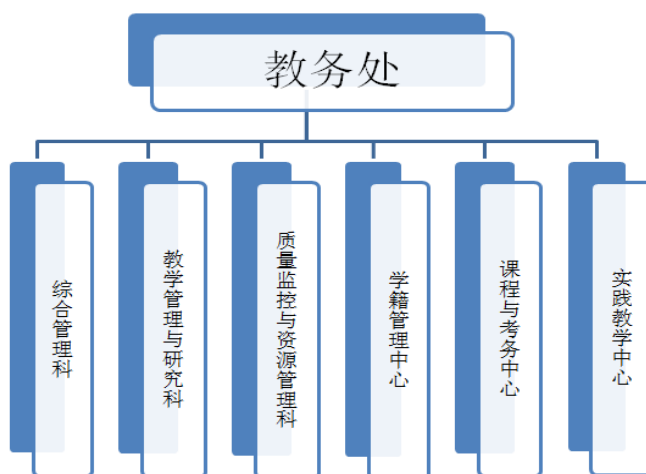 教务处
综合管理科
教学管理与研究科
质量监控与资源管理科
学籍管理中心
课程与考务中心
实践教学中心